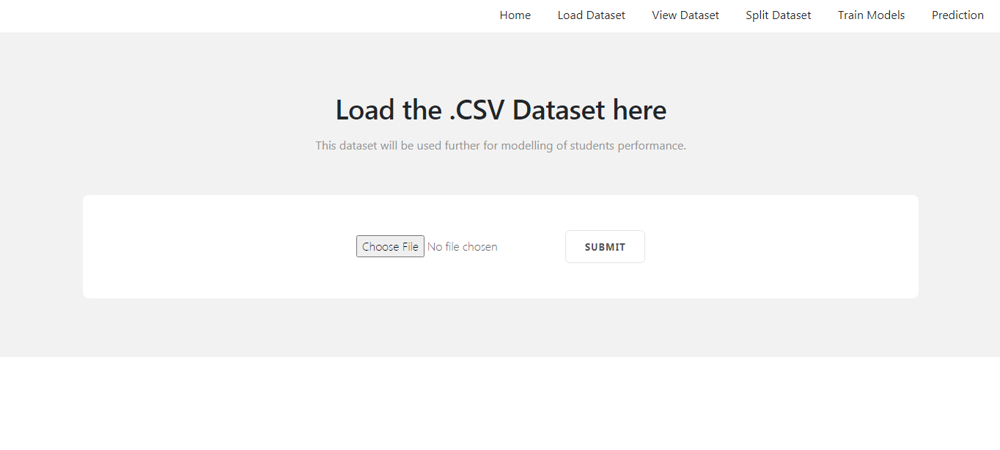 Home Load Dataset View Dataset Split Dataset Train Models Prediction
Load the .CSV Dataset here
This dataset will be used further for modelling of students performance.
Choose File No file chosen SUBMIT